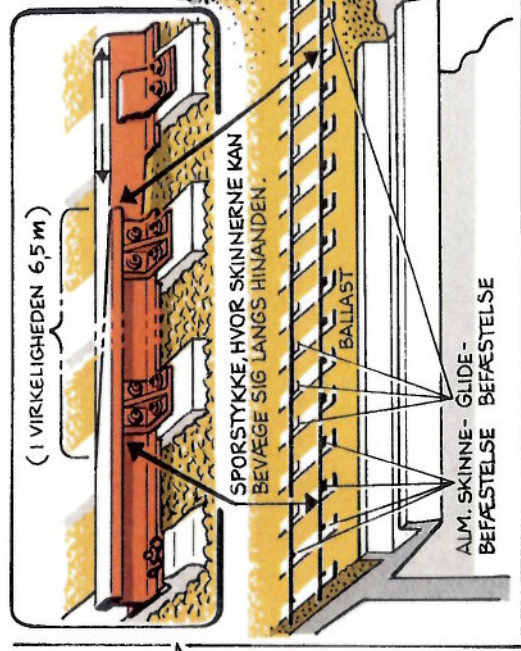 (I VIRKELIGHEDEN 6,5 m)
SPORSTYKKE, HVOR SKINNERNE KAN
BEVÆGE SIG LANGS HINANDEN.
BALLAST
ALM. SKINNE-
BEFÆSTELSE
GLIDE-
BEFÆSTELSE